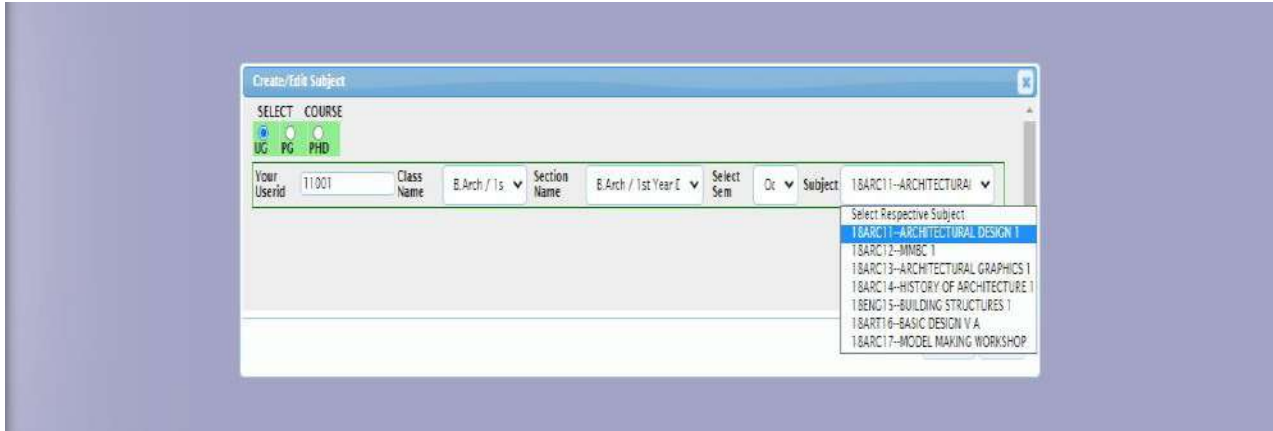 Create/Edit Subject
SELECT COURSE
UG PG PHD
Your Userid 11001 Class Name B.Arch / 1s Section Name B.Arch / 1st Year D Select Sem Oc Subject 18ARC11--ARCHITECTURAl
Select Respective Subject
18ARC11--ARCHITECTURAL DESIGN 1
18ARC12--MMBC 1
18ARC13--ARCHITECTURAL GRAPHICS 1
18ARC14--HISTORY OF ARCHITECTURE 1
18ENG15--BUILDING STRUCTURES 1
18ART16--BASIC DESIGN V A
18ARC17--MODEL MAKING WORKSHOP